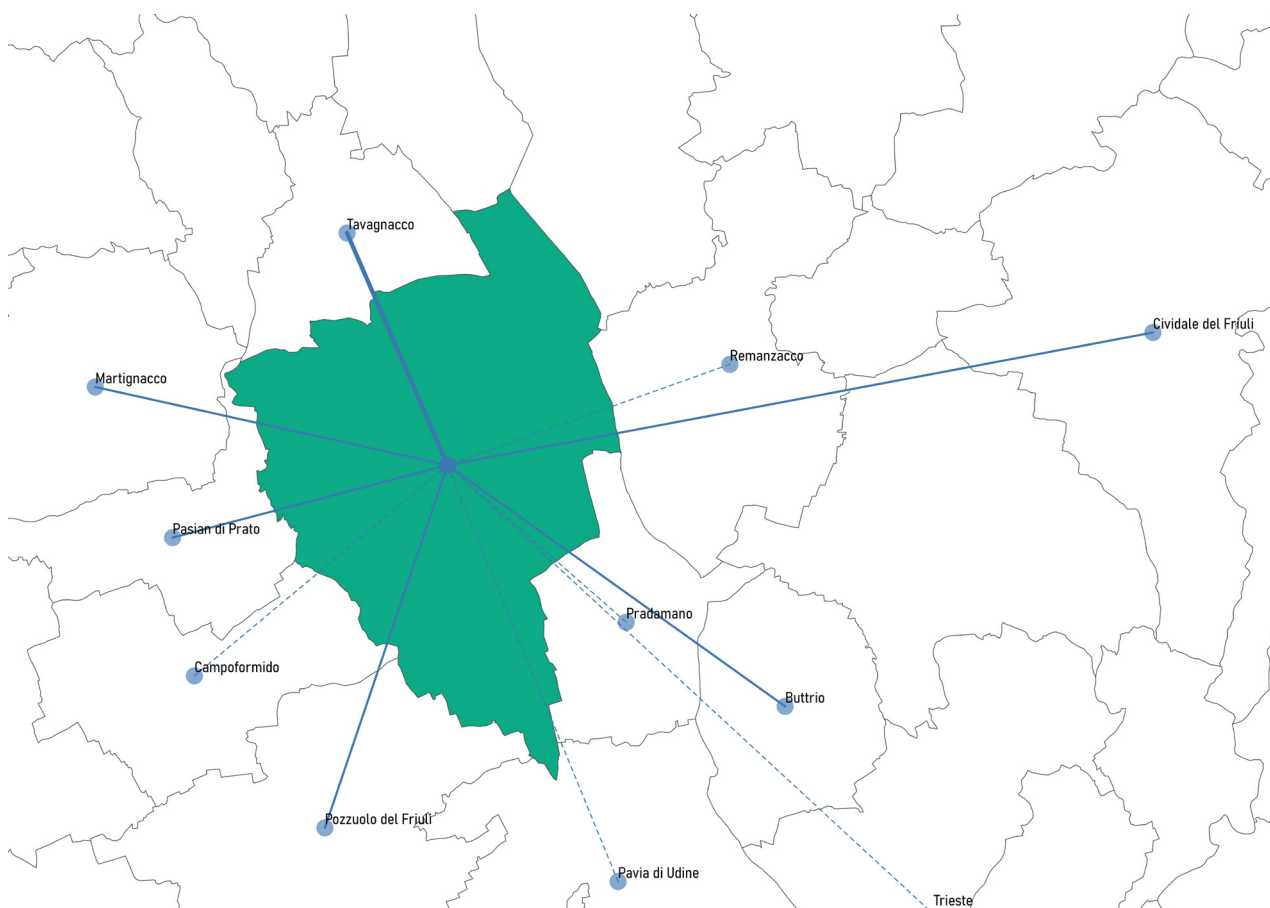 Tavagnacco
Cividale del Friuli
Remanzacco
Martignacco
Pasian di Prato
Pradamano
Campoformido
Buttrio
Pozzuolo del Friuli
Pavia di Udine
Trieste